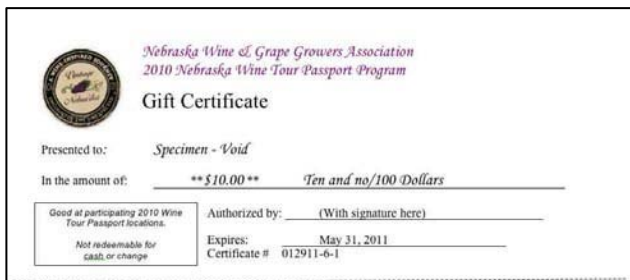 Nebraska Wine & Grape Growers Association
2010 Nebraska Wine Tour Passport Program
Gift Certificate
Vintage
Nebraska
Presented to: Specimen - Void
In the amount of: **$10.00** Ten and no/100 Dollars
Good at participating 2010 Wine
Tour Passport locations.
Not redeemable for
cash or change
Authorized by: (With signature here)
Expires: May 31, 2011
Certificate # 012911-6-1